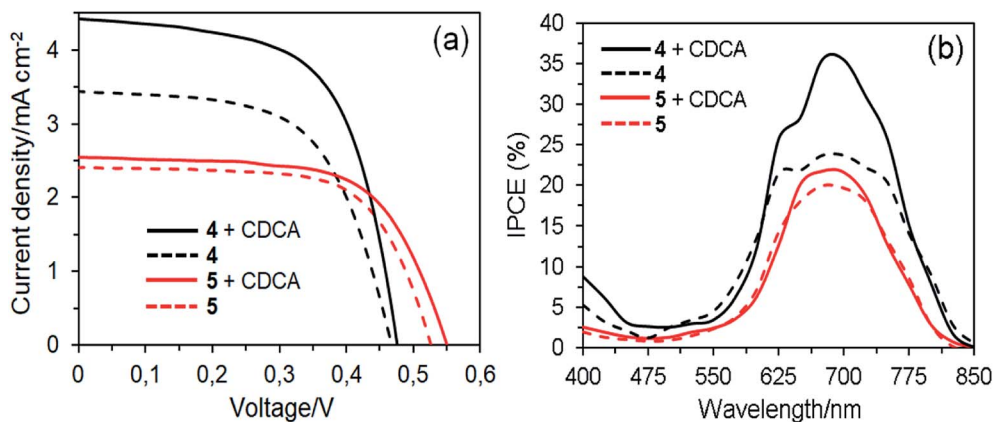 (a)
Current density/mA cm⁻²
4
3
2
1
0
4 + CDCA
4
5 + CDCA
5
0 0,1 0,2 0,3 0,4 0,5 0,6
Voltage/V
(b)
IPCE (%)
40
35
30
25
20
15
10
5
0
4 + CDCA
4
5 + CDCA
5
400 475 550 625 700 775 850
Wavelength/nm